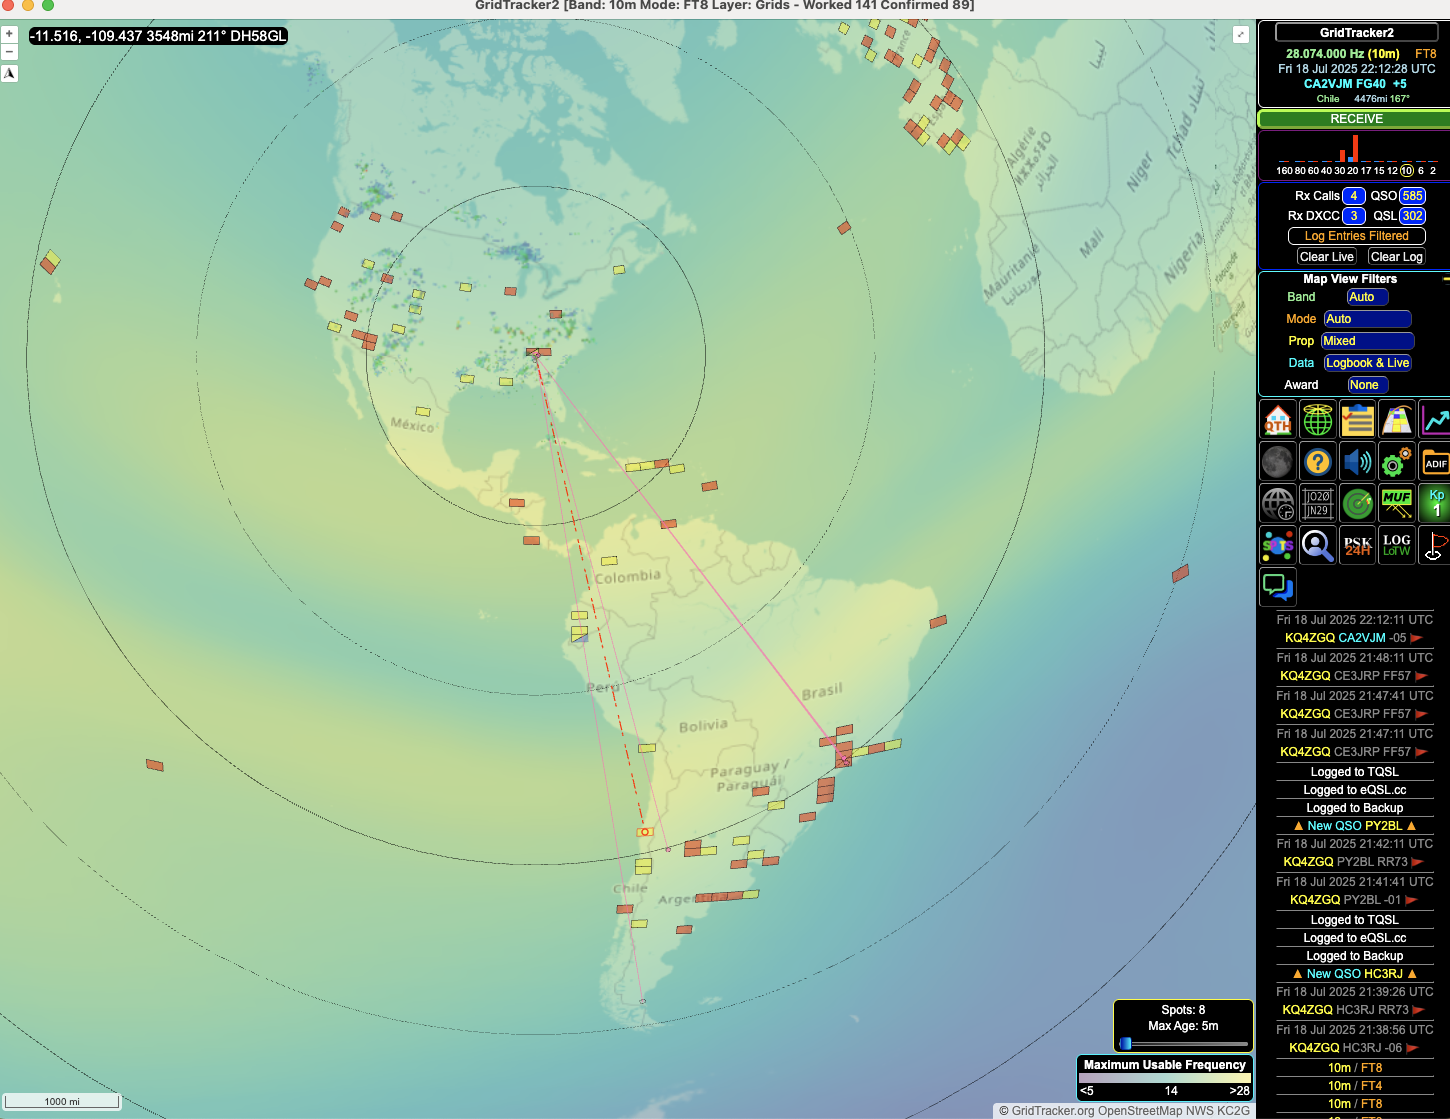 GridTracker2 [Band: 10m Mode: FT8 Layer: Grids - Worked 141 Confirmed 89]
+
−
-11.516, -109.437 3548mi 211° DH58GL
France
España
Algérie
الجزائر
ليبيا
Tchad تشاد
Niger
Mali
Nigeria
Mauritanie
موريتانيا
México
Colombia
Perú
Brasil
Bolivia
Paraguay /
Paraguái
Chile
Argentina
1000 mi
Spots: 8
Max Age: 5m
Maximum Usable Frequency
<5 14 >28
© GridTracker.org OpenStreetMap NWS KC2G
GridTracker2
28.074.000 Hz (10m) FT8
Fri 18 Jul 2025 22:12:28 UTC
CA2VJM FG40 +5
Chile 4476mi 167°
RECEIVE
160 80 60 40 30 20 17 15 12 10 6 2
Rx Calls 4 QSO 585
Rx DXCC 3 QSL 302
Log Entries Filtered
Clear Live Clear Log
Map View Filters
Band Auto
Mode Auto
Prop Mixed
Data Logbook & Live
Award None
QTH
?
ADIF
JO20
JN29
MUF
Kp
1
SOTS
PSK
24H
LOG
LoTW
Fri 18 Jul 2025 22:12:11 UTC
KQ4ZGQ CA2VJM -05
Fri 18 Jul 2025 21:48:11 UTC
KQ4ZGQ CE3JRP FF57
Fri 18 Jul 2025 21:47:41 UTC
KQ4ZGQ CE3JRP FF57
Fri 18 Jul 2025 21:47:11 UTC
KQ4ZGQ CE3JRP FF57
Logged to TQSL
Logged to eQSL.cc
Logged to Backup
▲ New QSO PY2BL ▲
Fri 18 Jul 2025 21:42:11 UTC
KQ4ZGQ PY2BL RR73
Fri 18 Jul 2025 21:41:41 UTC
KQ4ZGQ PY2BL -01
Logged to TQSL
Logged to eQSL.cc
Logged to Backup
▲ New QSO HC3RJ ▲
Fri 18 Jul 2025 21:39:26 UTC
KQ4ZGQ HC3RJ RR73
Fri 18 Jul 2025 21:38:56 UTC
KQ4ZGQ HC3RJ -06
10m / FT8
10m / FT4
10m / FT8